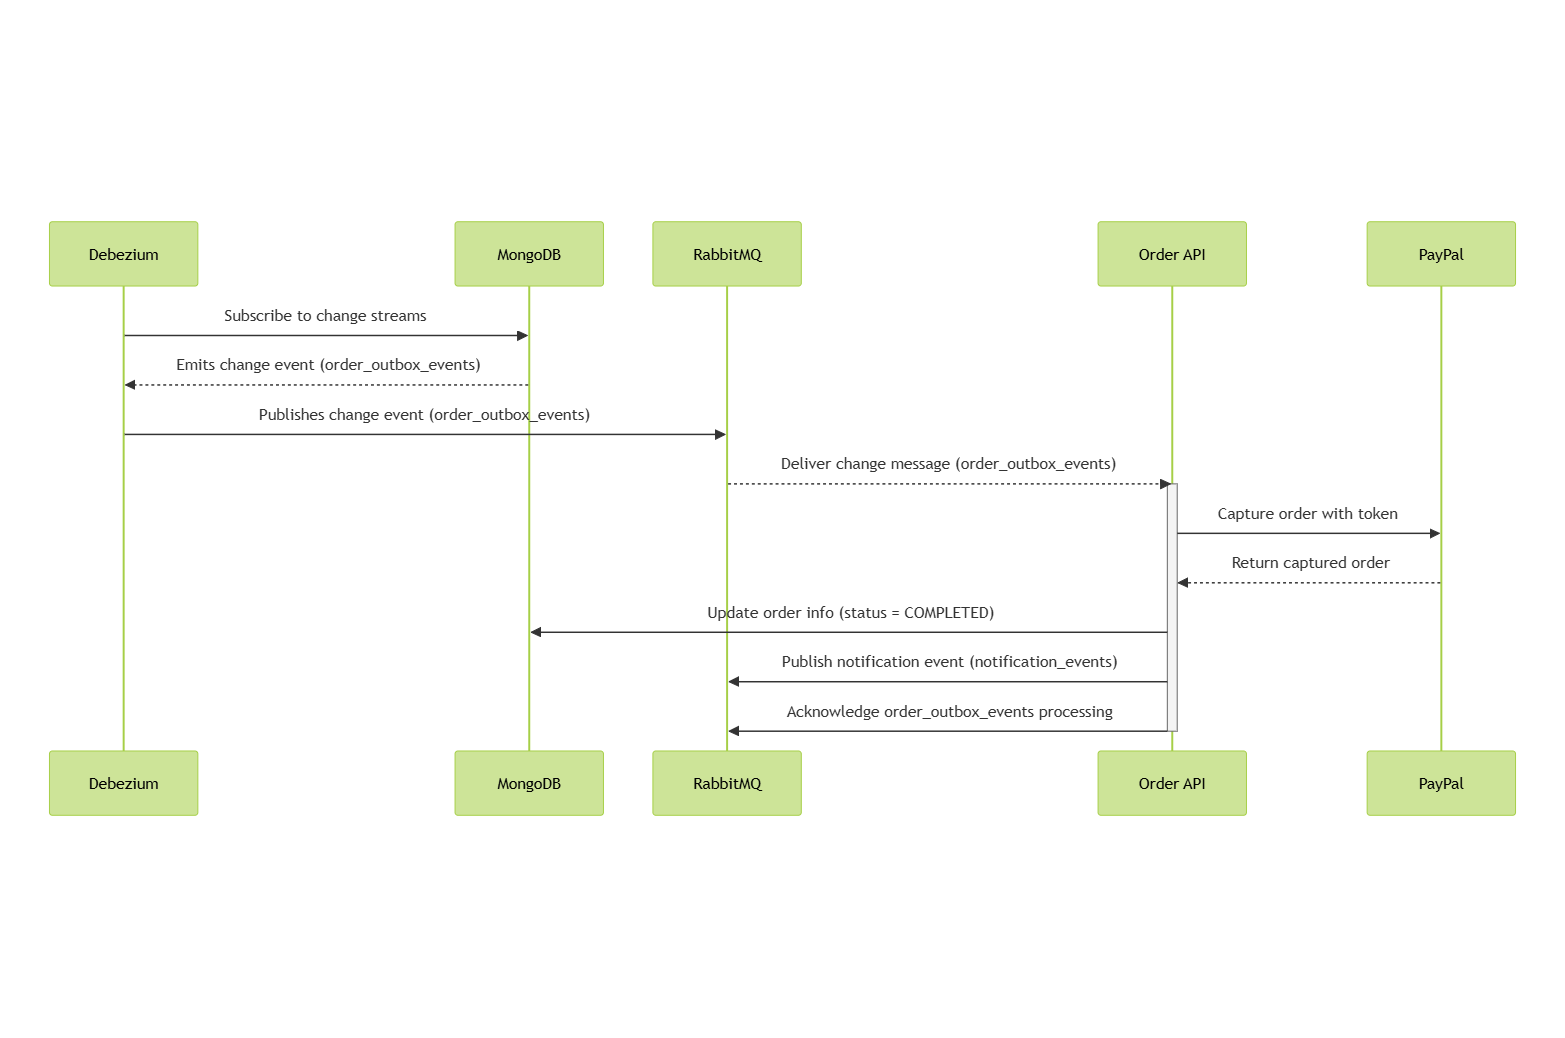 Debezium
MongoDB
RabbitMQ
Order API
PayPal
Subscribe to change streams
Emits change event (order_outbox_events)
Publishes change event (order_outbox_events)
Deliver change message (order_outbox_events)
Capture order with token
Return captured order
Update order info (status = COMPLETED)
Publish notification event (notification_events)
Acknowledge order_outbox_events processing
Debezium
MongoDB
RabbitMQ
Order API
PayPal